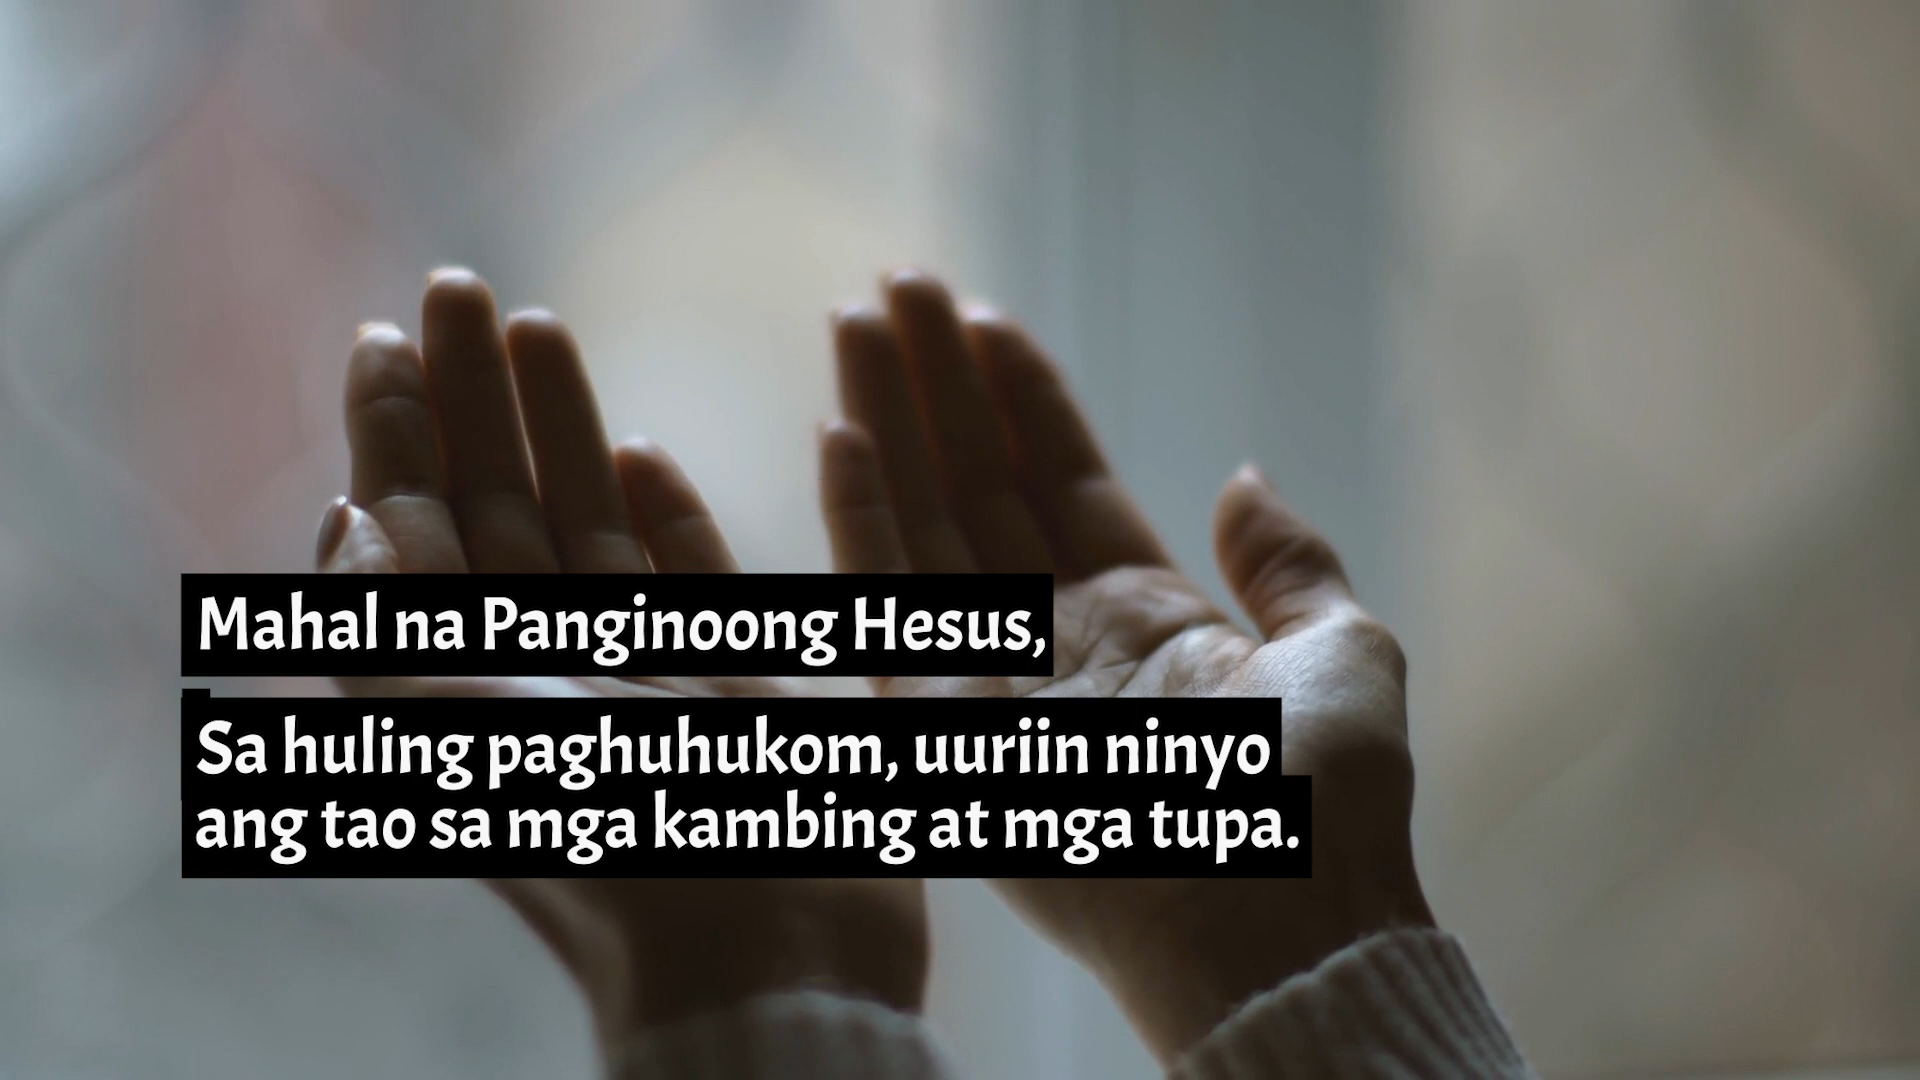 Mahal na Panginoong Hesus,
Sa huling paghuhukom, uuriin ninyo
ang tao sa mga kambing at mga tupa.